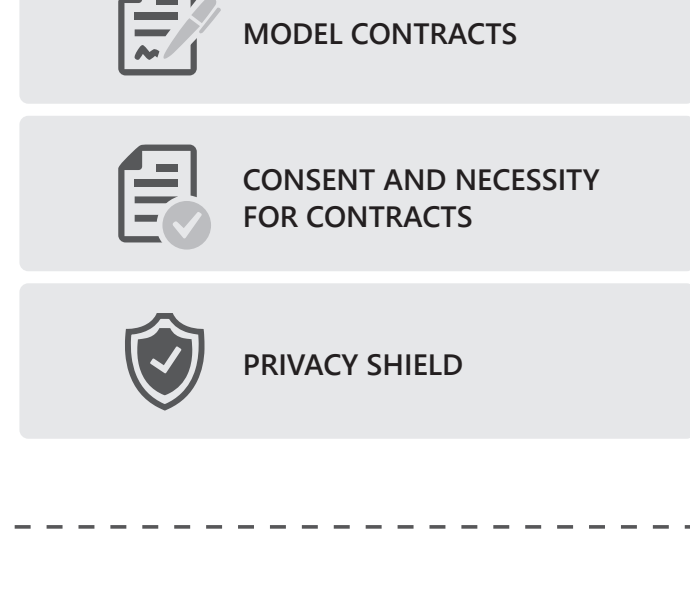 MODEL CONTRACTS
CONSENT AND NECESSITY
FOR CONTRACTS
PRIVACY SHIELD